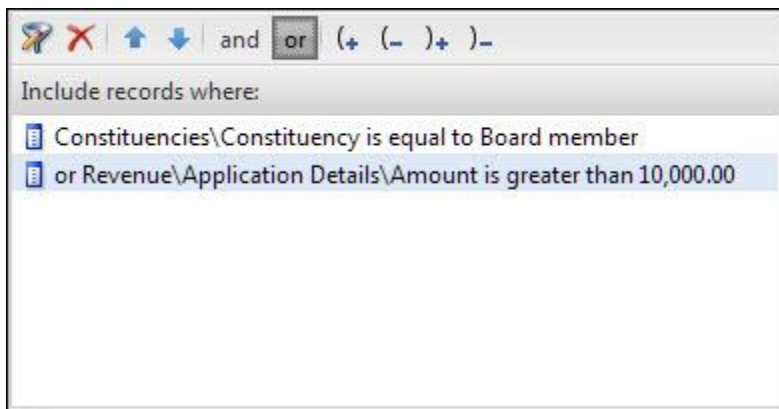 and or (+ (- )+ )-
Include records where:
Constituencies\Constituency is equal to Board member
or Revenue\Application Details\Amount is greater than 10,000.00